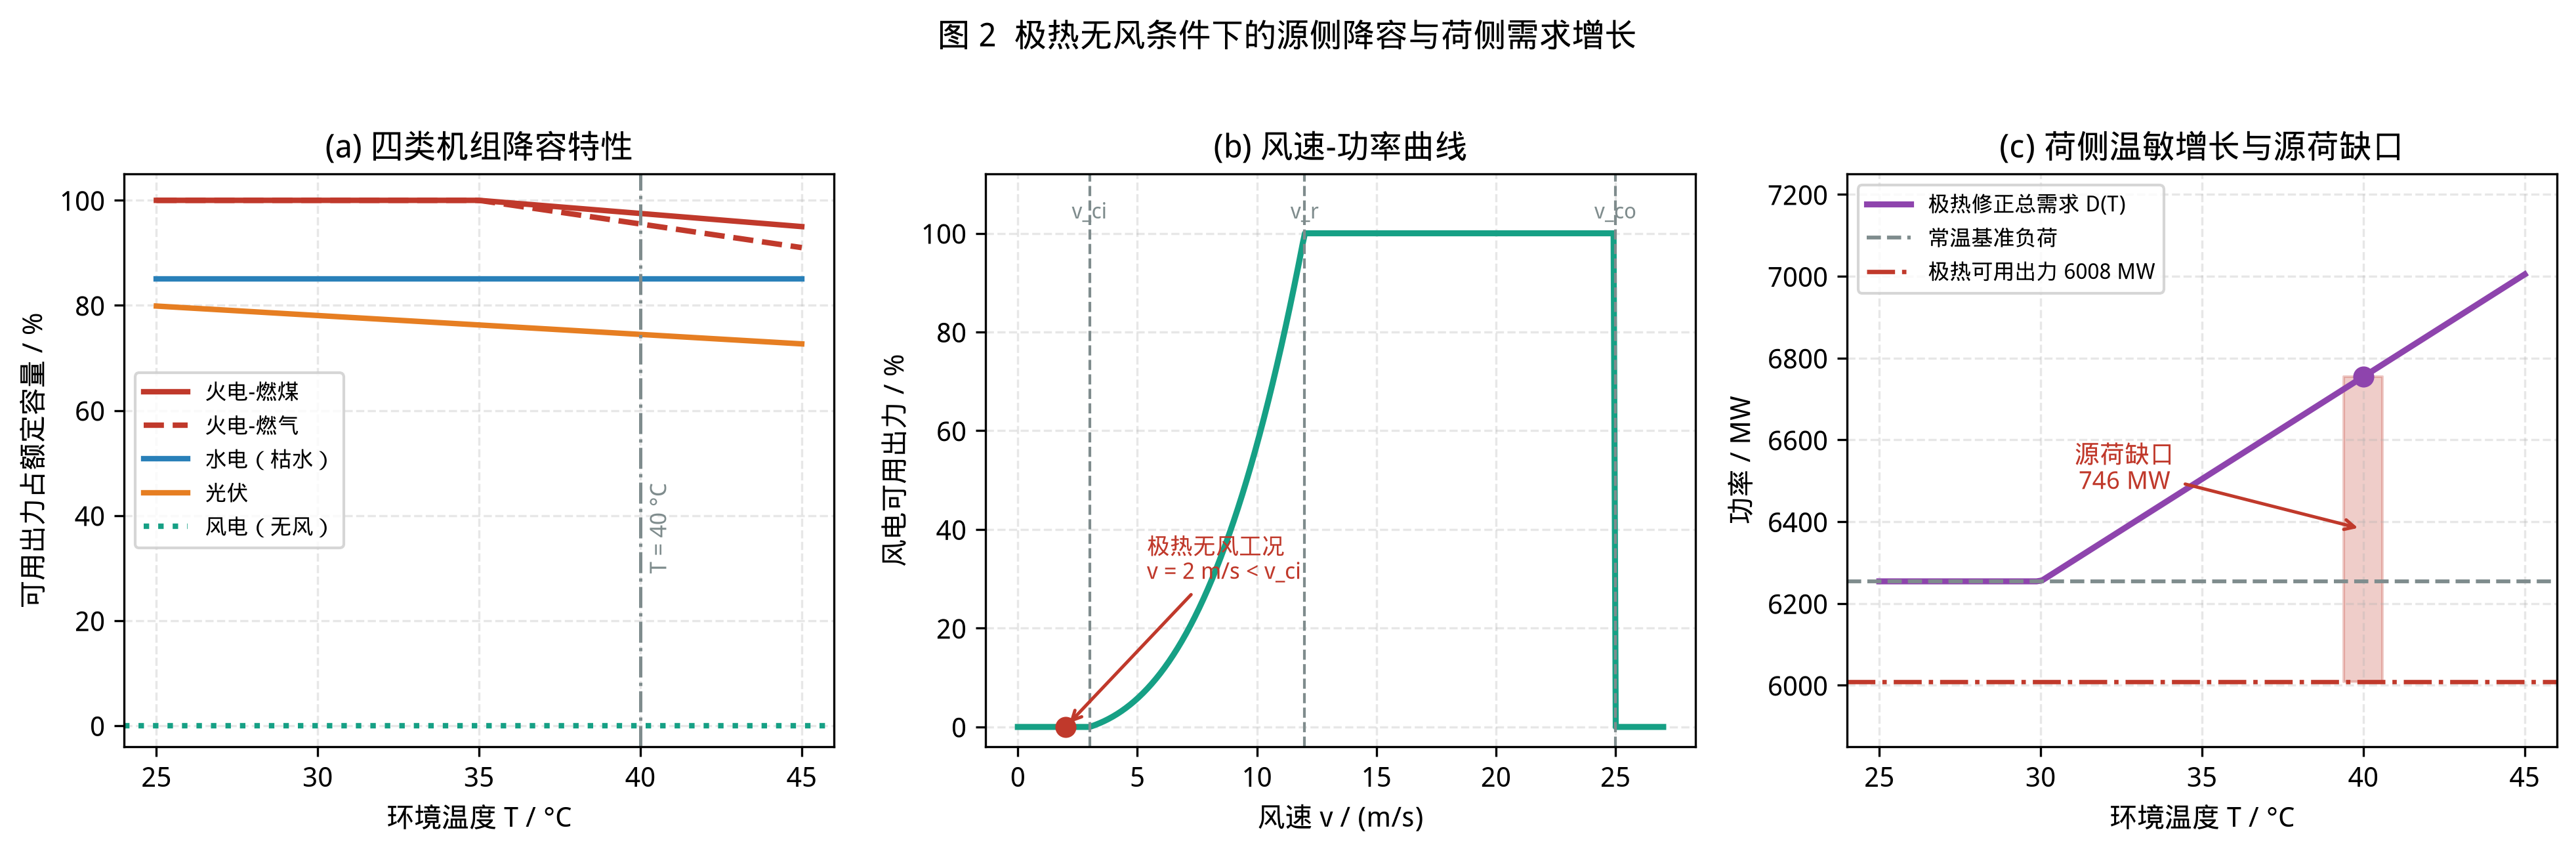 图 2  极热无风条件下的源侧降容与荷侧需求增长
(a) 四类机组降容特性
可用出力占额定容量 / %
100
80
60
40
20
0
火电-燃煤
火电-燃气
水电（枯水）
光伏
风电（无风）
T = 40 °C
25
30
35
40
45
环境温度 T / °C
(b) 风速-功率曲线
风电可用出力 / %
100
80
60
40
20
0
v_ci
v_r
v_co
极热无风工况
v = 2 m/s < v_ci
0
5
10
15
20
25
风速 v / (m/s)
(c) 荷侧温敏增长与源荷缺口
功率 / MW
7200
7000
6800
6600
6400
6200
6000
极热修正总需求 D(T)
常温基准负荷
极热可用出力 6008 MW
源荷缺口
746 MW
25
30
35
40
45
环境温度 T / °C